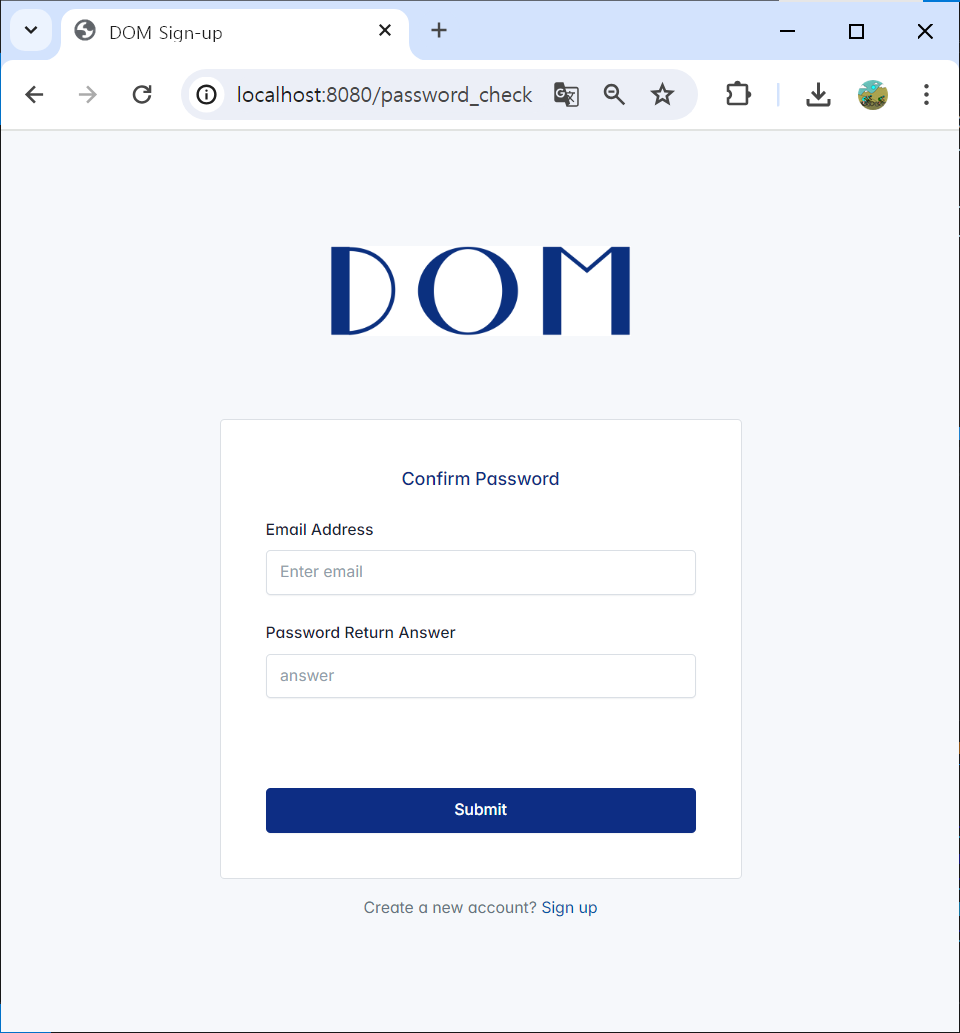 DOM Sign-up
localhost:8080/password_check
DOM
Confirm Password
Email Address
Enter email
Password Return Answer
answer
Submit
Create a new account? Sign up